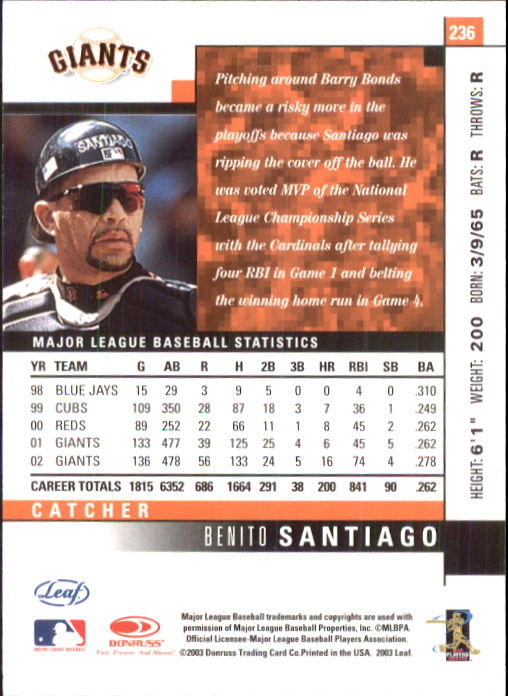 236
GIANTS
Pitching around Barry Bonds
became a risky move in the
playoffs because Santiago was
ripping the cover off the ball. He
was voted MVP of the National
League Championship Series
with the Cardinals after tallying
four RBI in Game 1 and belting
the winning home run in Game 4.
SANTIAGO
HEIGHT: 6'1" WEIGHT: 200 BORN: 3/9/65 BATS: R THROWS: R
MAJOR LEAGUE BASEBALL STATISTICS
YR TEAM G AB R H 2B 3B HR RBI SB BA
98 BLUE JAYS 15 29 3 9 5 0 0 4 0 .310
99 CUBS 109 350 28 87 18 3 7 36 1 .249
00 REDS 89 252 22 66 11 1 8 45 2 .262
01 GIANTS 133 477 39 125 25 4 6 45 5 .262
02 GIANTS 136 478 56 133 24 5 16 74 4 .278
CAREER TOTALS 1815 6352 686 1664 291 38 200 841 90 .262
CATCHER
BENITO SANTIAGO
Leaf
MAJOR LEAGUE BASEBALL
DONRUSS
Past, Present, And Always!
Major League Baseball trademarks and copyrights are used with
permission of Major League Baseball Properties, Inc. ©MLBPA.
Official Licensee-Major League Baseball Players Association.
©2003 Donruss Trading Card Co.Printed in the USA. 2003 Leaf.
PLAYERS